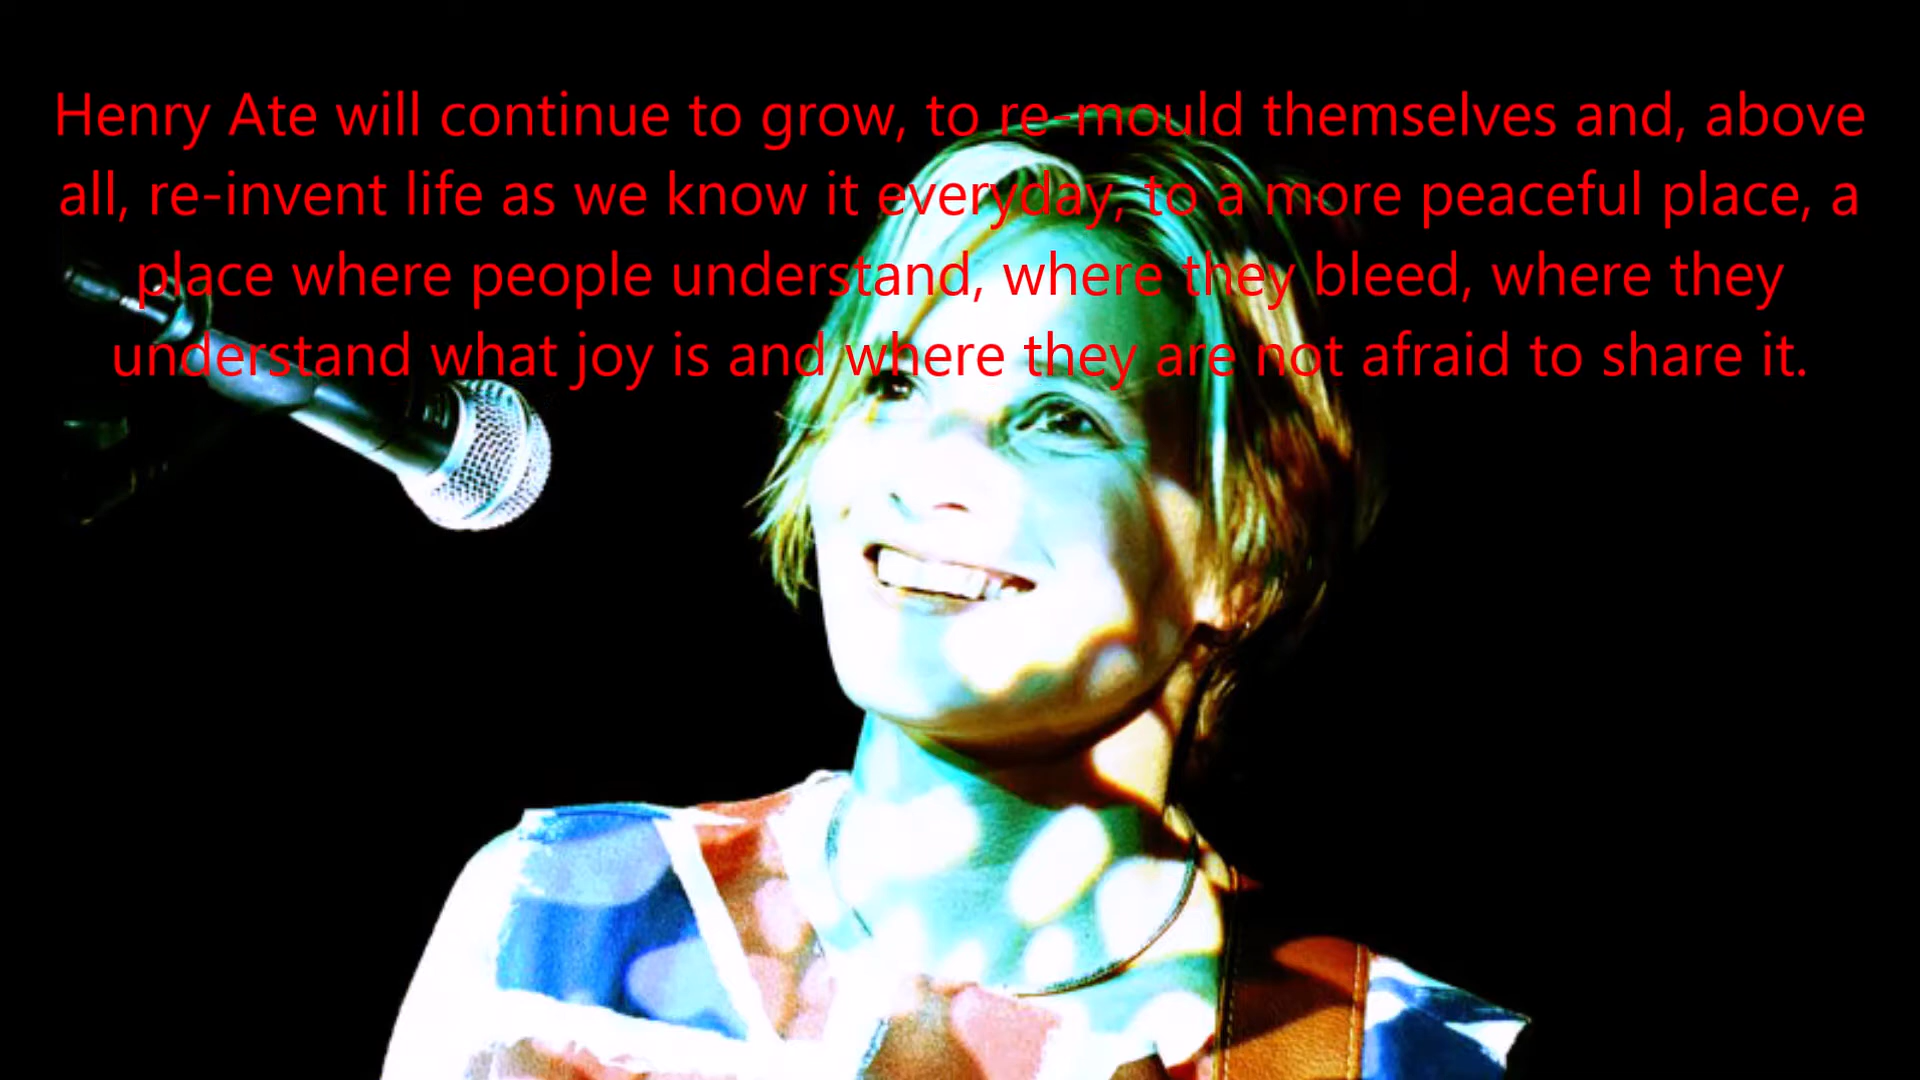 Henry Ate will continue to grow, to re-mould themselves and, above
all, re-invent life as we know it everyday, to a more peaceful place, a
place where people understand, where they bleed, where they
understand what joy is and where they are not afraid to share it.